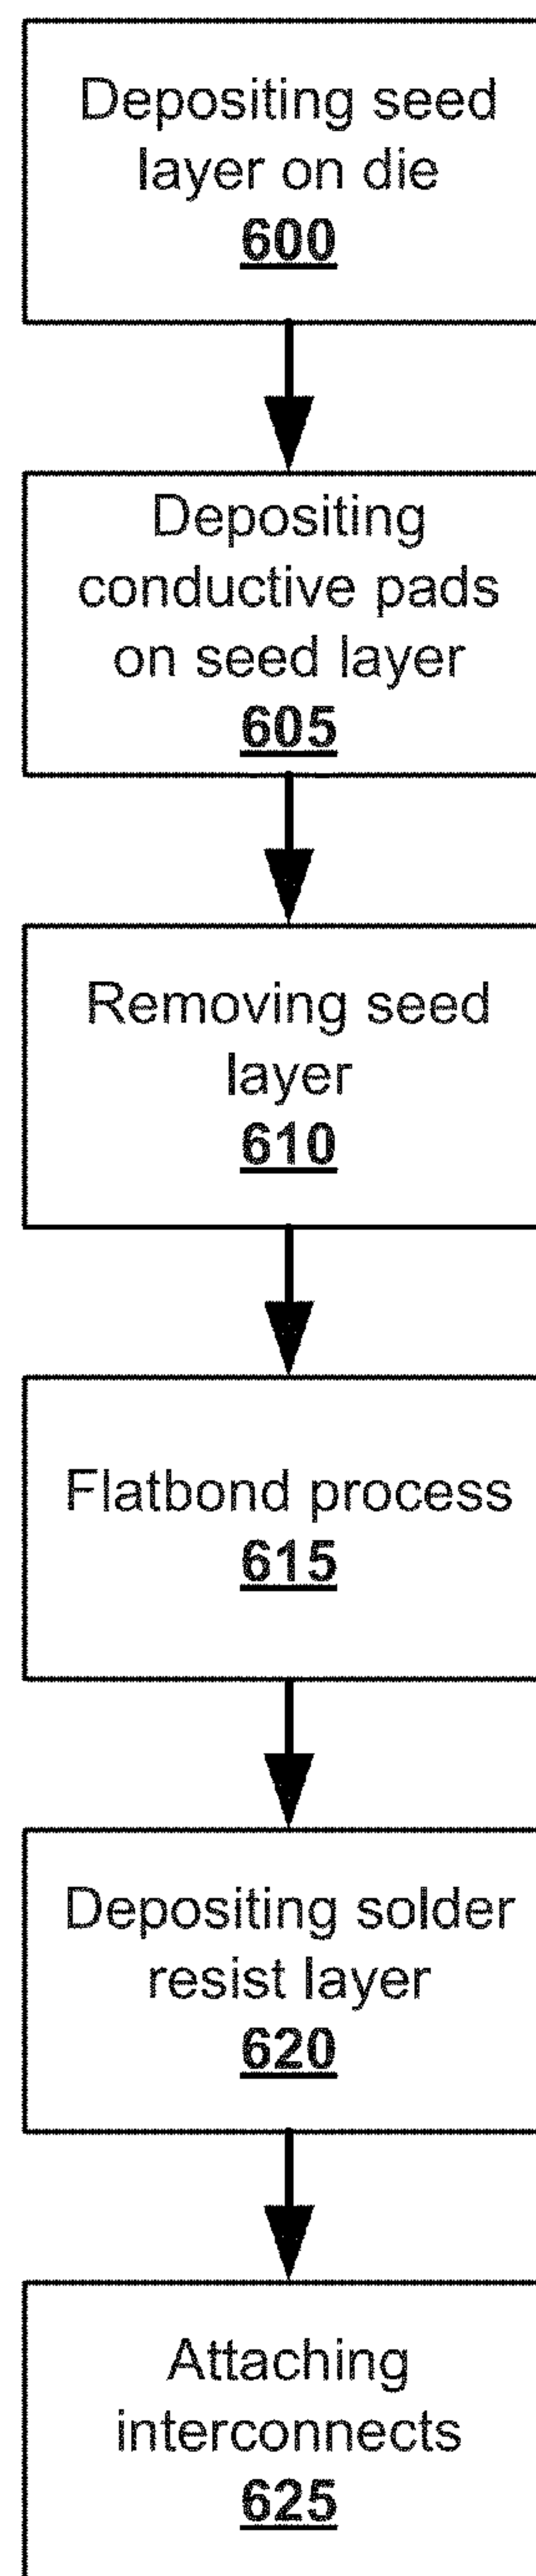 Depositing seed
layer on die
600
Depositing
conductive pads
on seed layer
605
Removing seed
layer
610
Flatbond process
615
Depositing solder
resist layer
620
Attaching
interconnects
625